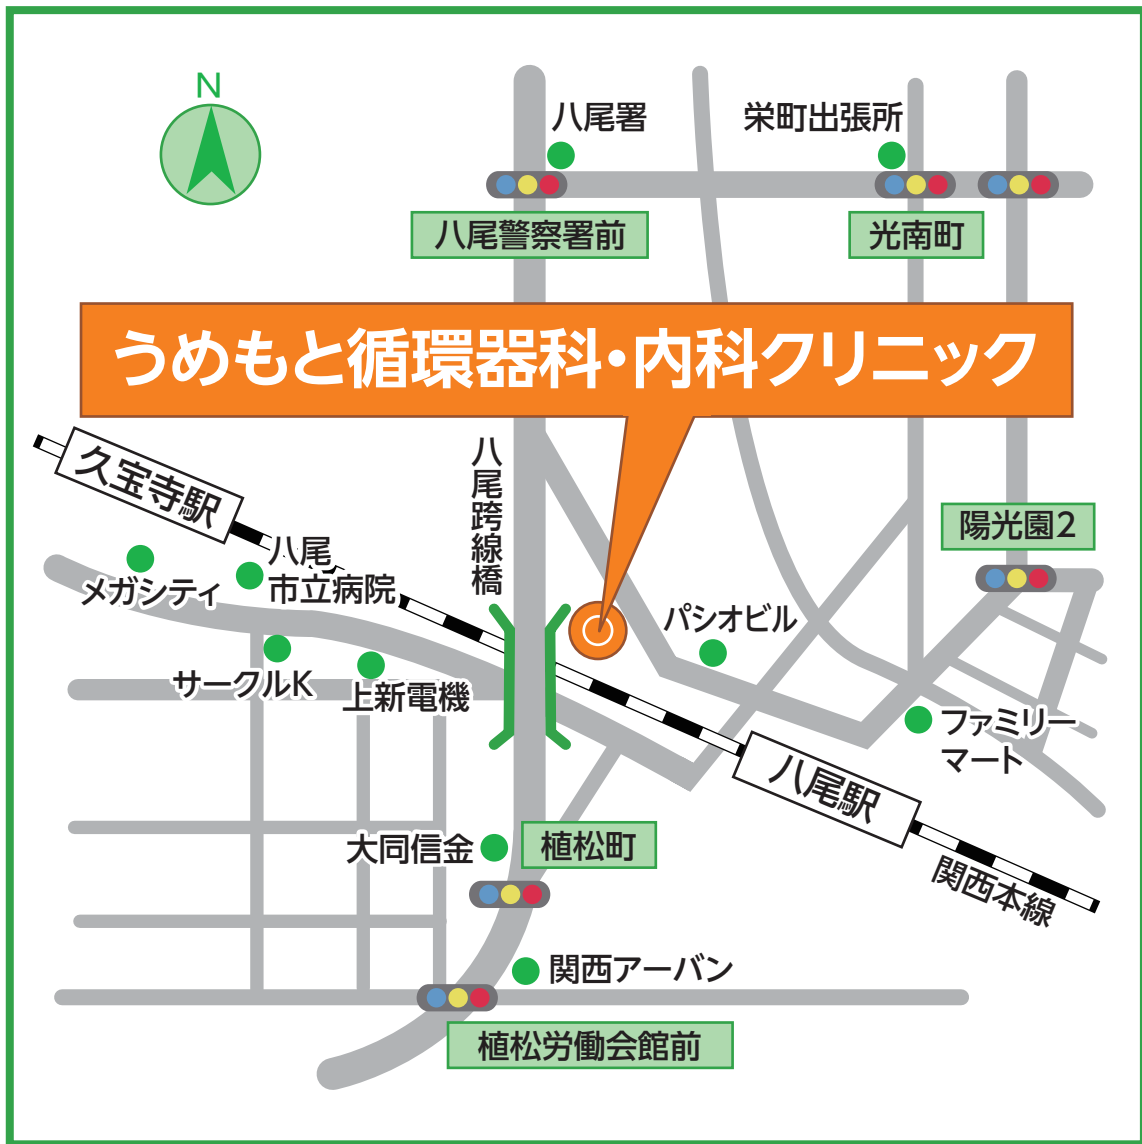 N
八尾署
栄町出張所
八尾警察署前
光南町
うめもと循環器科・内科クリニック
久宝寺駅
八尾跨線橋
陽光園2
八尾
市立病院
メガシティ
パシオビル
サークルK
上新電機
ファミリー
マート
八尾駅
大同信金
植松町
関西本線
関西アーバン
植松労働会館前